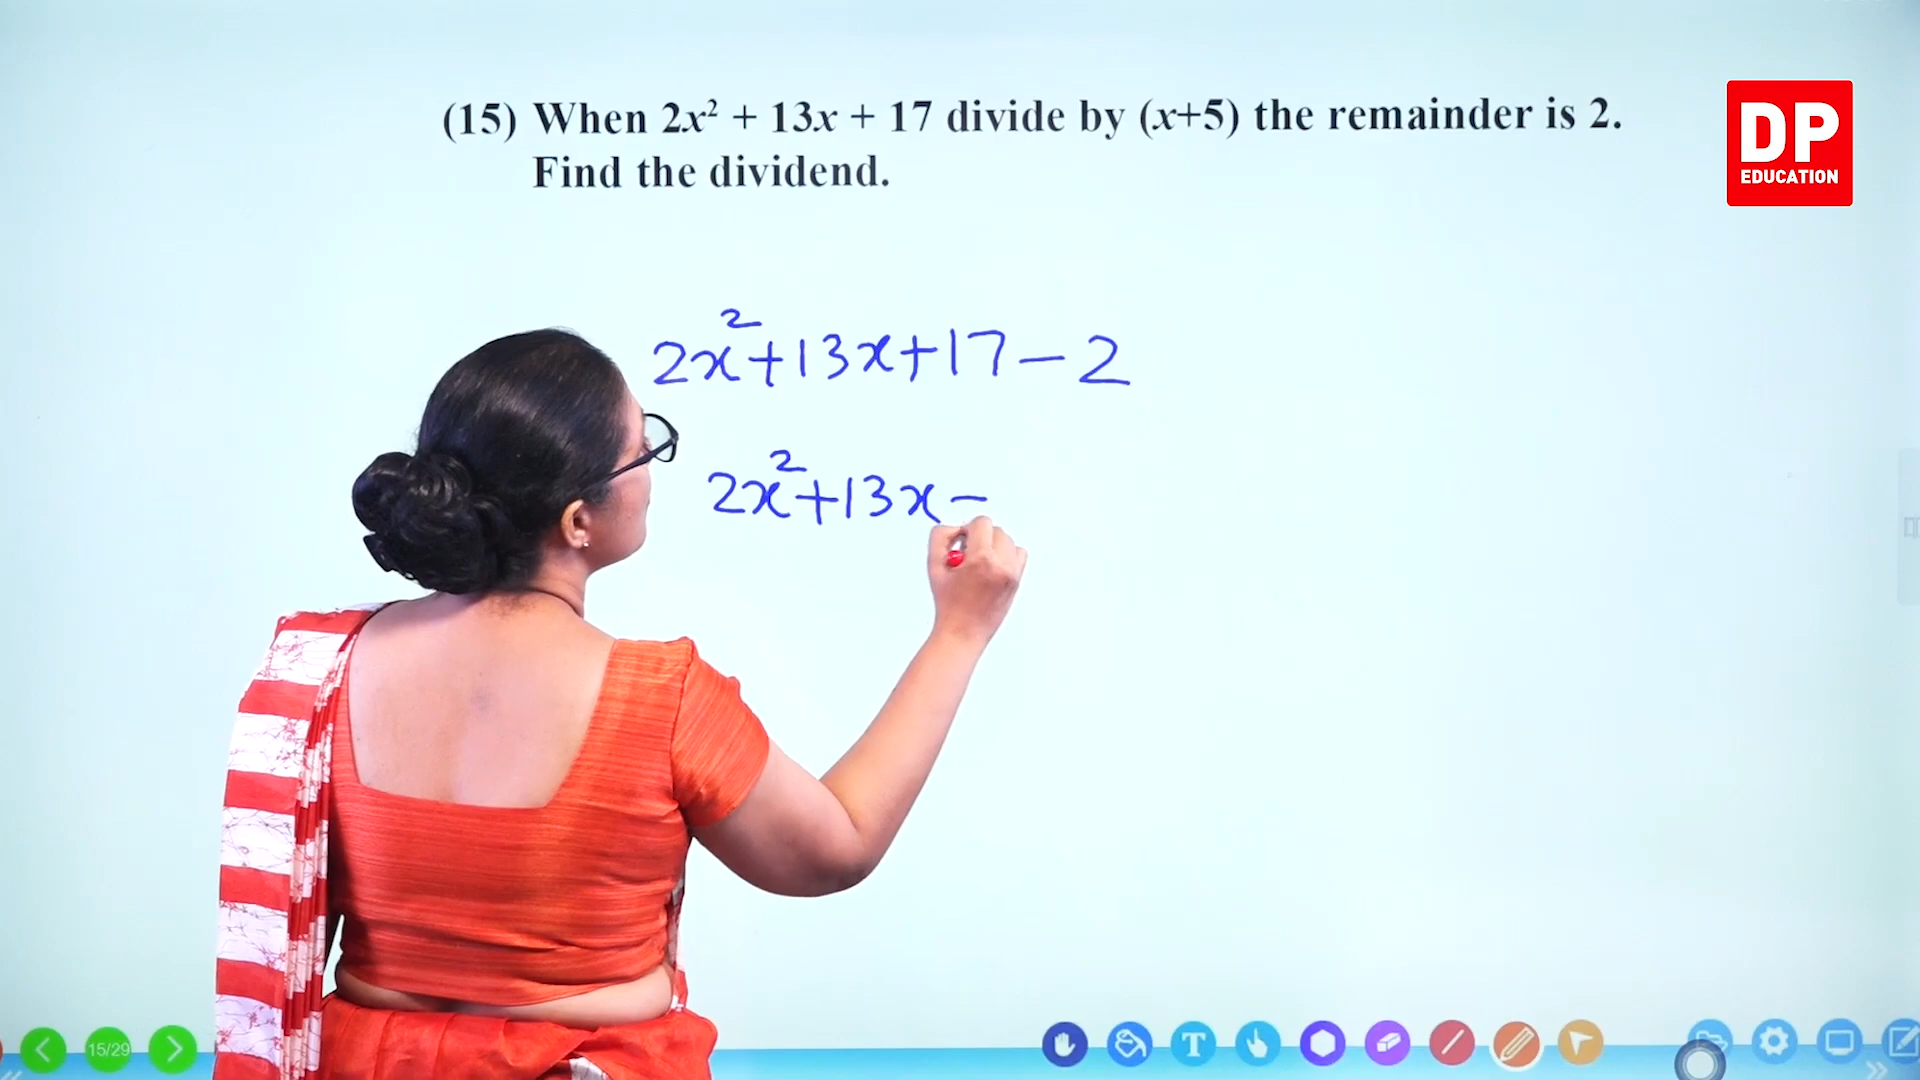 (15) When 2x² + 13x + 17 divide by (x+5) the remainder is 2.
Find the dividend.
DP
EDUCATION
2x²+13x+17-2
2x²+13x-
15/29
T